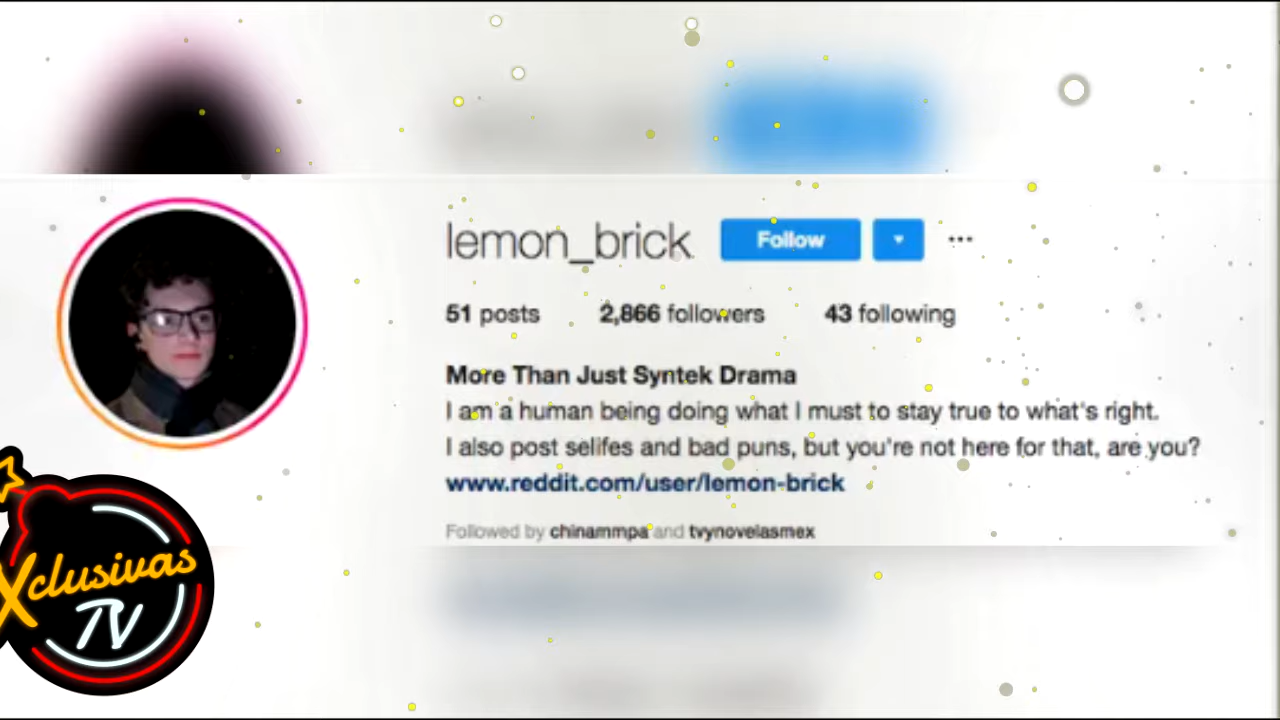 lemon_brick Follow
51 posts 2,866 followers 43 following
More Than Just Syntek Drama
I am a human being doing what I must to stay true to what's right.
I also post selifes and bad puns, but you're not here for that, are you?
www.reddit.com/user/lemon-brick
Followed by chinammpa and tvynovelasmex
Xclusivas
TV